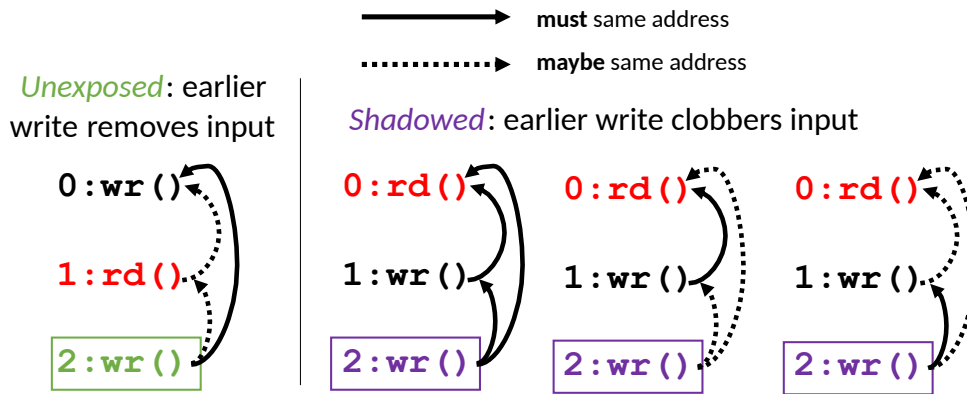 must same address
maybe same address
Unexposed: earlier
write removes input
Shadowed: earlier write clobbers input
0:wr()
1:rd()
2:wr()
0:rd()
1:wr()
2:wr()
0:rd()
1:wr()
2:wr()
0:rd()
1:wr()
2:wr()